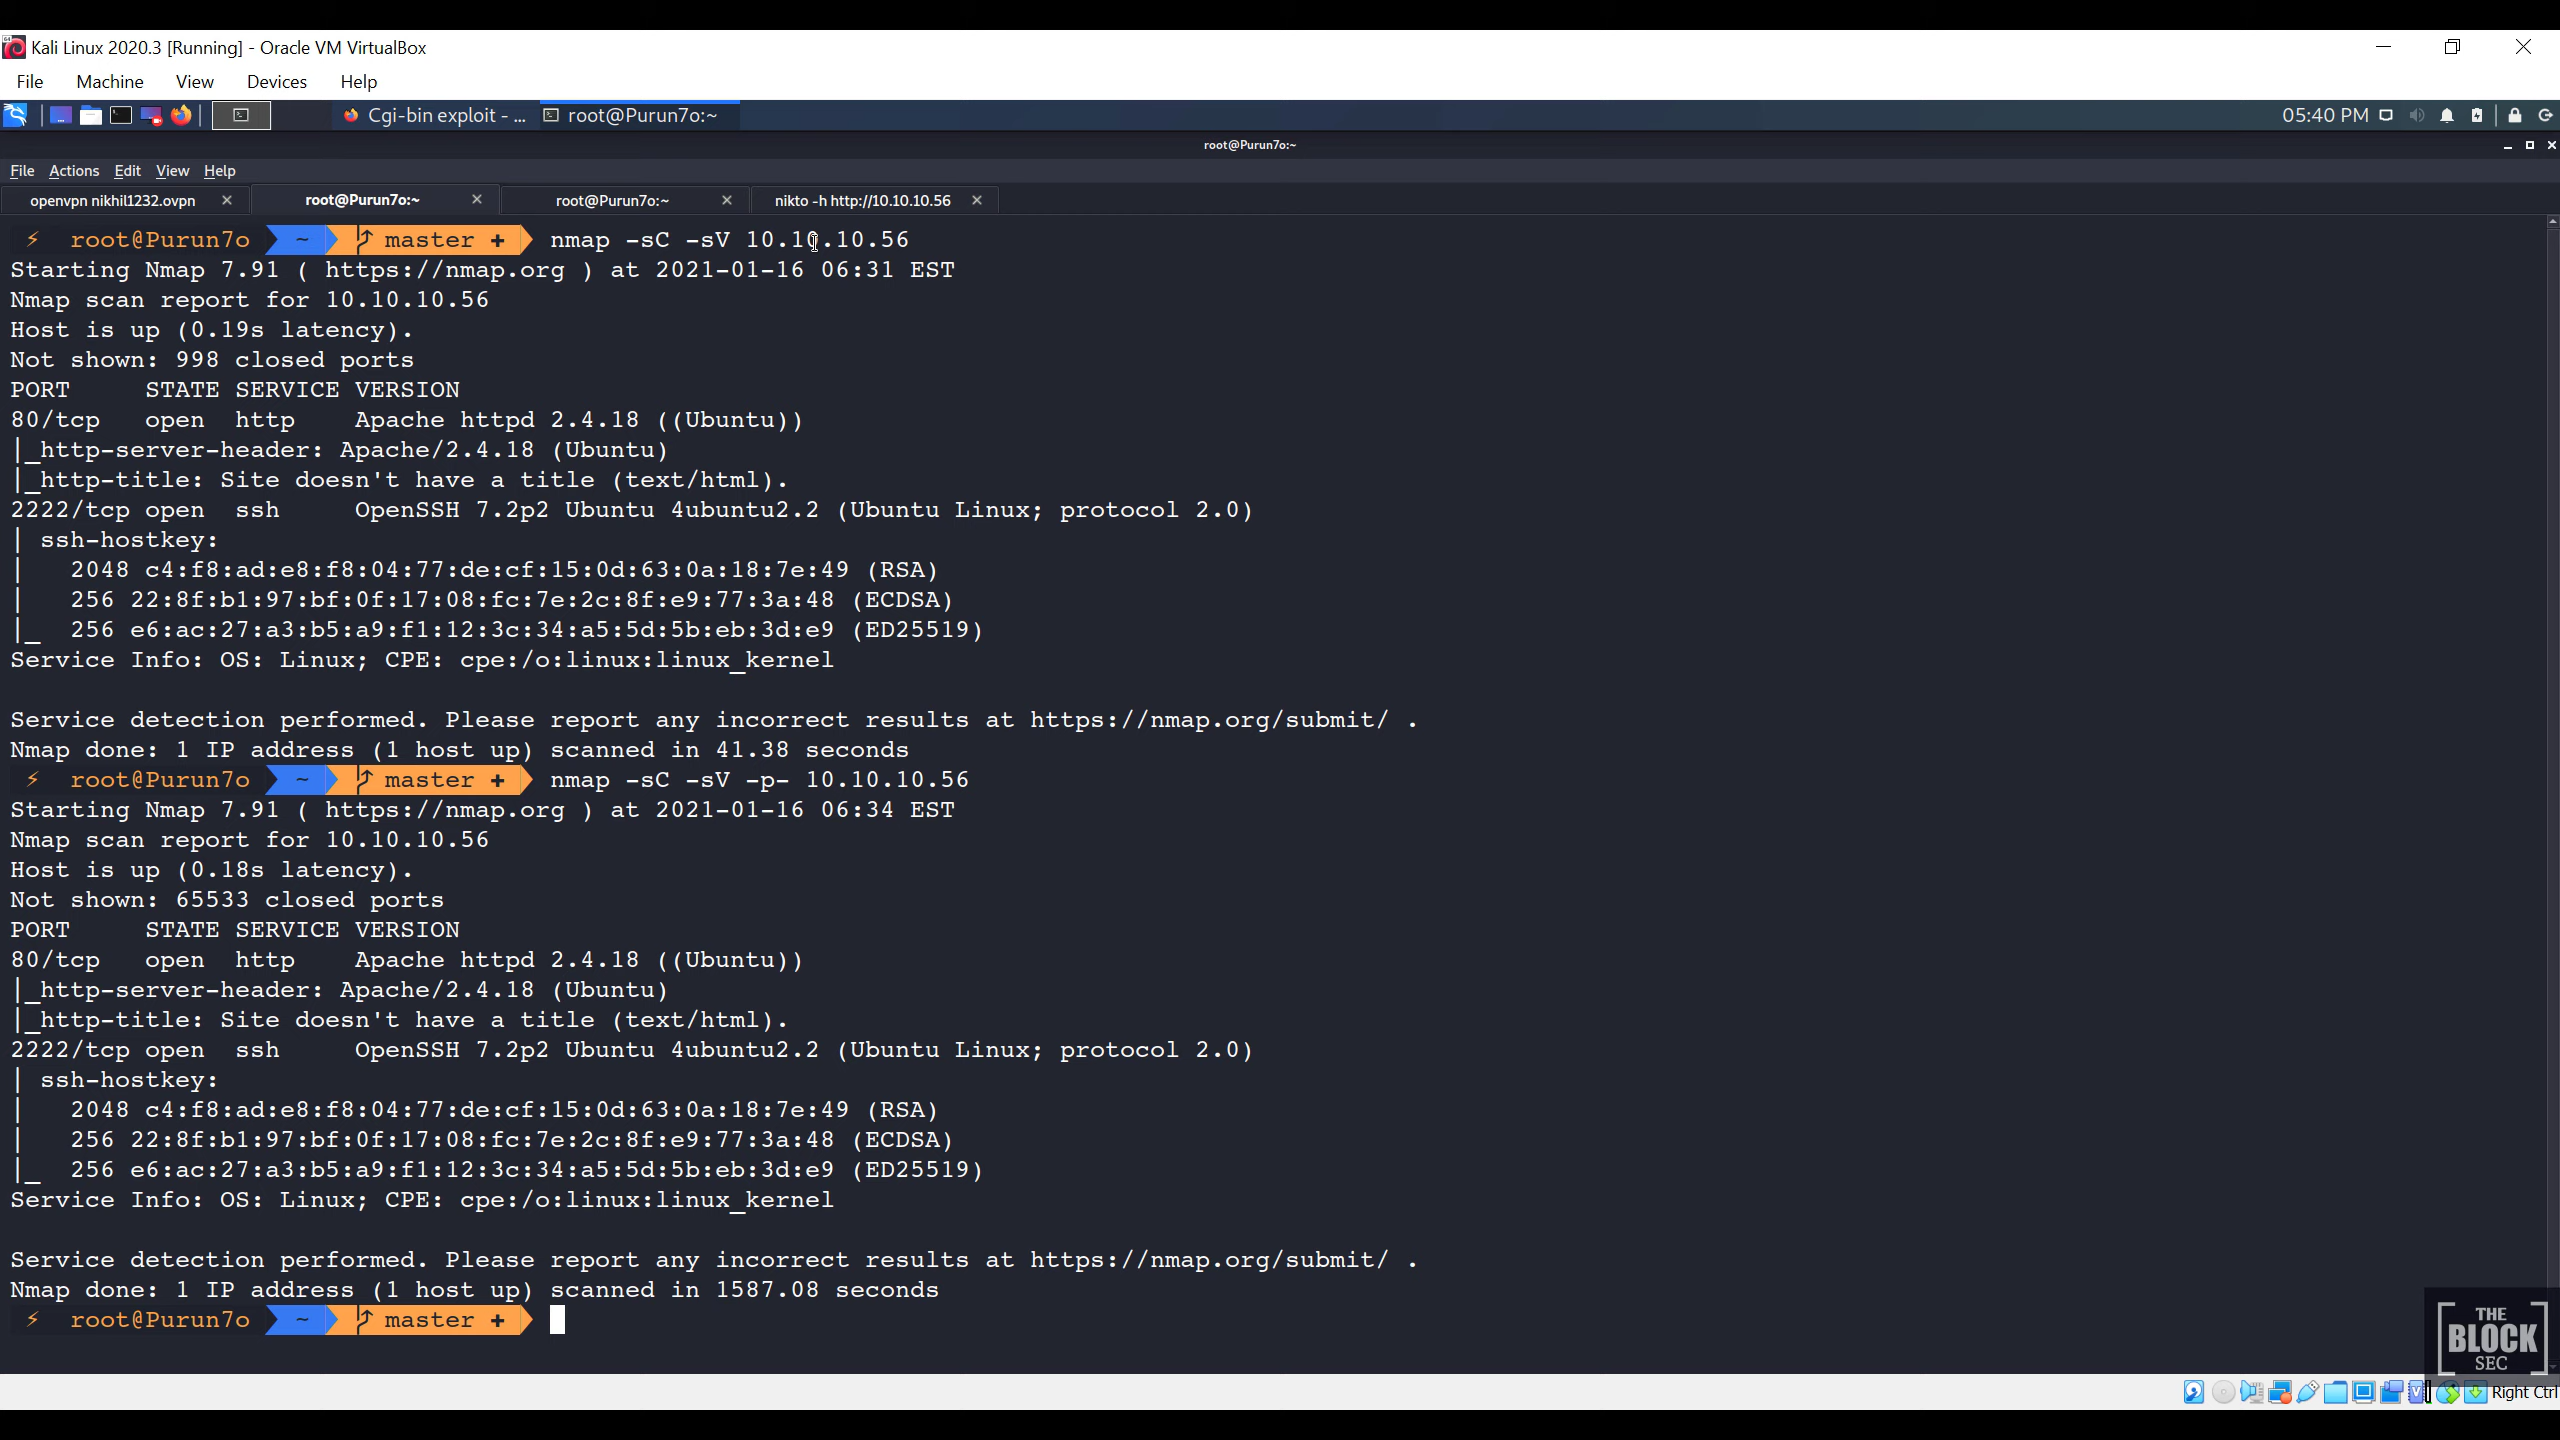 Kali Linux 2020.3 [Running] - Oracle VM VirtualBox
File Machine View Devices Help
Cgi-bin exploit - ... root@Purun7o:~ 05:40 PM
root@Purun7o:~
File Actions Edit View Help
openvpn nikhil1232.ovpn root@Purun7o:~ root@Purun7o:~ nikto -h http://10.10.10.56
root@Purun7o ~ master + nmap -sC -sV 10.10.10.56
Starting Nmap 7.91 ( https://nmap.org ) at 2021-01-16 06:31 EST
Nmap scan report for 10.10.10.56
Host is up (0.19s latency).
Not shown: 998 closed ports
PORT     STATE SERVICE VERSION
80/tcp   open  http    Apache httpd 2.4.18 ((Ubuntu))
|_http-server-header: Apache/2.4.18 (Ubuntu)
|_http-title: Site doesn't have a title (text/html).
2222/tcp open  ssh     OpenSSH 7.2p2 Ubuntu 4ubuntu2.2 (Ubuntu Linux; protocol 2.0)
| ssh-hostkey:
|   2048 c4:f8:ad:e8:f8:04:77:de:cf:15:0d:63:0a:18:7e:49 (RSA)
|   256 22:8f:b1:97:bf:0f:17:08:fc:7e:2c:8f:e9:77:3a:48 (ECDSA)
|_  256 e6:ac:27:a3:b5:a9:f1:12:3c:34:a5:5d:5b:eb:3d:e9 (ED25519)
Service Info: OS: Linux; CPE: cpe:/o:linux:linux_kernel
Service detection performed. Please report any incorrect results at https://nmap.org/submit/ .
Nmap done: 1 IP address (1 host up) scanned in 41.38 seconds
root@Purun7o ~ master + nmap -sC -sV -p- 10.10.10.56
Starting Nmap 7.91 ( https://nmap.org ) at 2021-01-16 06:34 EST
Nmap scan report for 10.10.10.56
Host is up (0.18s latency).
Not shown: 65533 closed ports
PORT     STATE SERVICE VERSION
80/tcp   open  http    Apache httpd 2.4.18 ((Ubuntu))
|_http-server-header: Apache/2.4.18 (Ubuntu)
|_http-title: Site doesn't have a title (text/html).
2222/tcp open  ssh     OpenSSH 7.2p2 Ubuntu 4ubuntu2.2 (Ubuntu Linux; protocol 2.0)
| ssh-hostkey:
|   2048 c4:f8:ad:e8:f8:04:77:de:cf:15:0d:63:0a:18:7e:49 (RSA)
|   256 22:8f:b1:97:bf:0f:17:08:fc:7e:2c:8f:e9:77:3a:48 (ECDSA)
|_  256 e6:ac:27:a3:b5:a9:f1:12:3c:34:a5:5d:5b:eb:3d:e9 (ED25519)
Service Info: OS: Linux; CPE: cpe:/o:linux:linux_kernel
Service detection performed. Please report any incorrect results at https://nmap.org/submit/ .
Nmap done: 1 IP address (1 host up) scanned in 1587.08 seconds
root@Purun7o ~ master +
THE
BLOCK
SEC
Right Ctrl